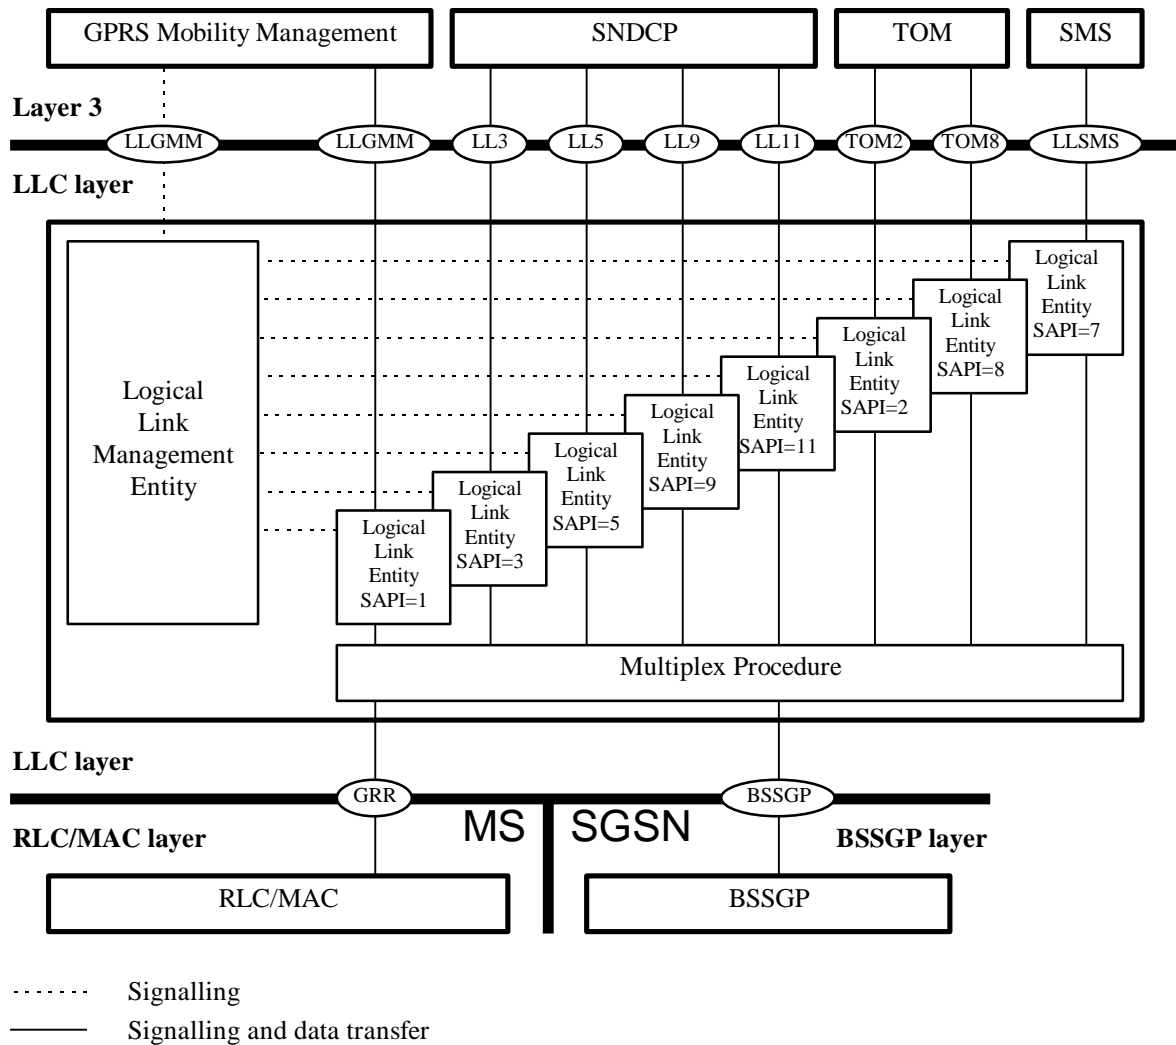 GPRS Mobility Management
SNDCP
TOM
SMS
Layer 3
LLGMM
LLGMM
LL3
LL5
LL9
LL11
TOM2
TOM8
LLSMS
LLC layer
Logical
Link
Management
Entity
Logical
Link
Entity
SAPI=1
Logical
Link
Entity
SAPI=3
Logical
Link
Entity
SAPI=5
Logical
Link
Entity
SAPI=9
Logical
Link
Entity
SAPI=11
Logical
Link
Entity
SAPI=2
Logical
Link
Entity
SAPI=8
Logical
Link
Entity
SAPI=7
Multiplex Procedure
LLC layer
GRR
BSSGP
RLC/MAC layer
MS
SGSN
BSSGP layer
RLC/MAC
BSSGP
Signalling
Signalling and data transfer